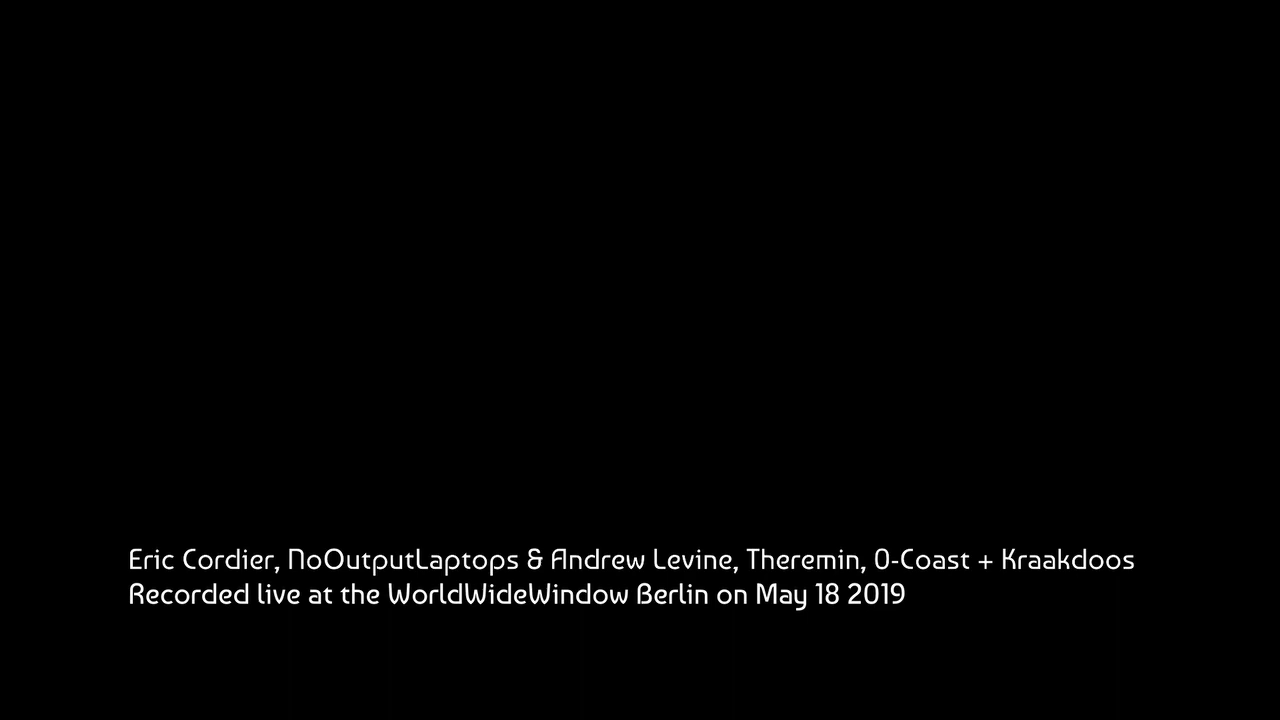 Eric Cordier, NoOutputLaptops & Andrew Levine, Theremin, 0-Coast + Kraakdoos
Recorded live at the WorldWideWindow Berlin on May 18 2019